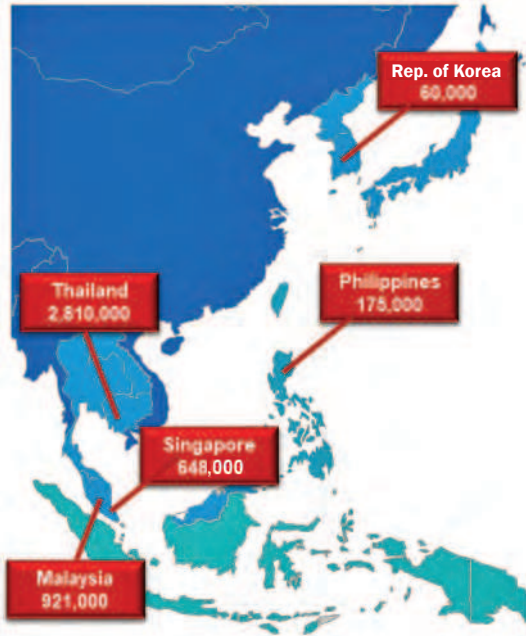 Rep. of Korea
60,000
Thailand
2,810,000
Philippines
175,000
Singapore
648,000
Malaysia
921,000